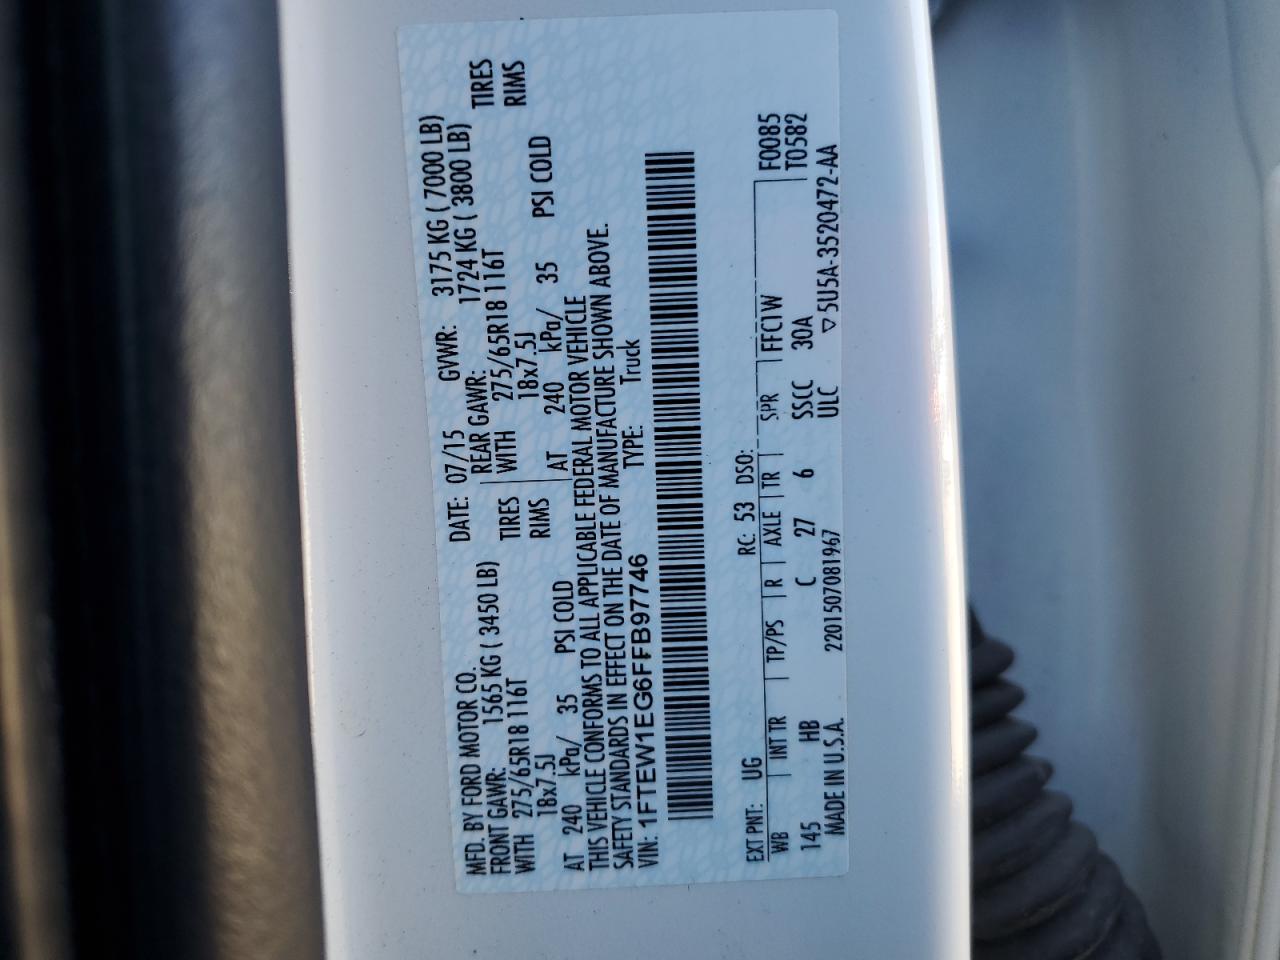 MFD. BY FORD MOTOR CO.
DATE: 07/15 GVWR: 3175 KG ( 7000 LB)
FRONT GAWR: 1565 KG ( 3450 LB) REAR GAWR: 1724 KG ( 3800 LB)
WITH 275/65R18 116T TIRES WITH 275/65R18 116T TIRES
18x7.5J RIMS 18x7.5J RIMS
AT 240 kPa/ 35 PSI COLD AT 240 kPa/ 35 PSI COLD
THIS VEHICLE CONFORMS TO ALL APPLICABLE FEDERAL MOTOR VEHICLE
SAFETY STANDARDS IN EFFECT ON THE DATE OF MANUFACTURE SHOWN ABOVE.
VIN: 1FTEW1EG6FFB97746 TYPE: Truck
EXT PNT: UG RC: 53 DSO: F0085
WB INT TR TP/PS R AXLE TR SPR FFC1W T0582
145 HB C 27 6 SSCC 30A
MADE IN U.S.A. 2201507081967 ULC ▽5U5A-3520472-AA